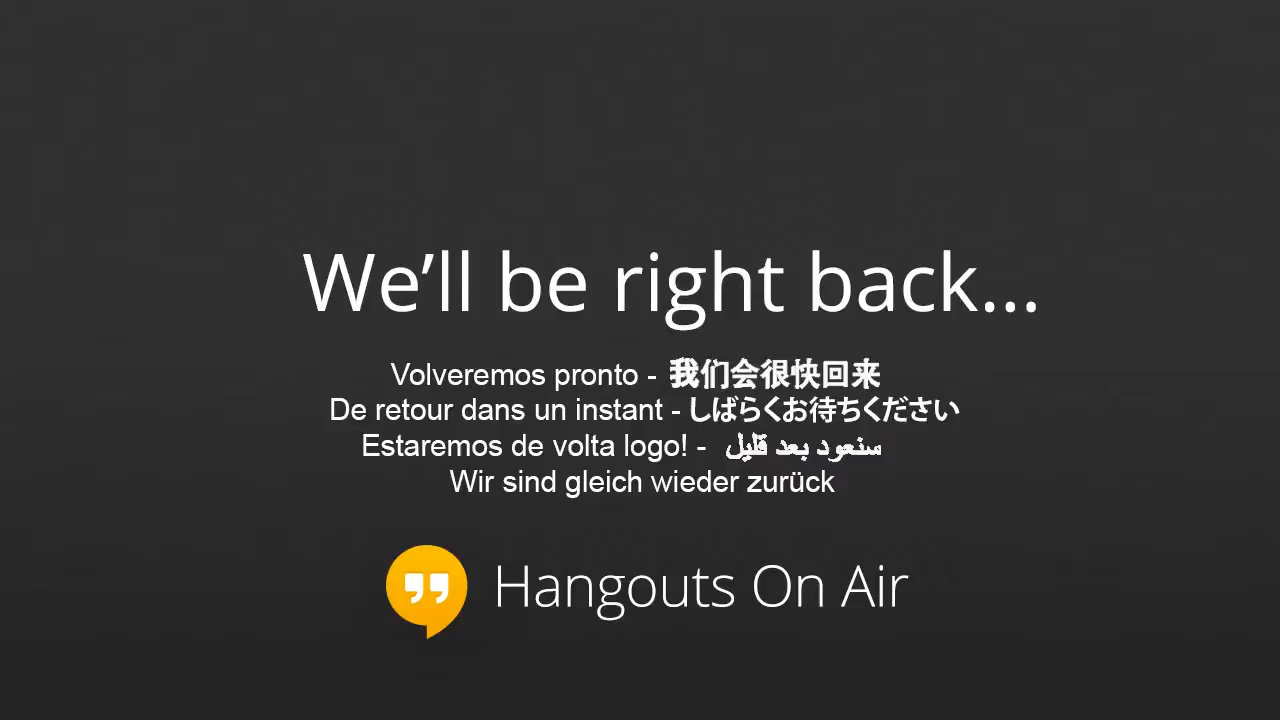 We’ll be right back...
Volveremos pronto - 我们会很快回来
De retour dans un instant - しばらくお待ちください
Estaremos de volta logo! - سنعود بعد قليل
Wir sind gleich wieder zurück
Hangouts On Air